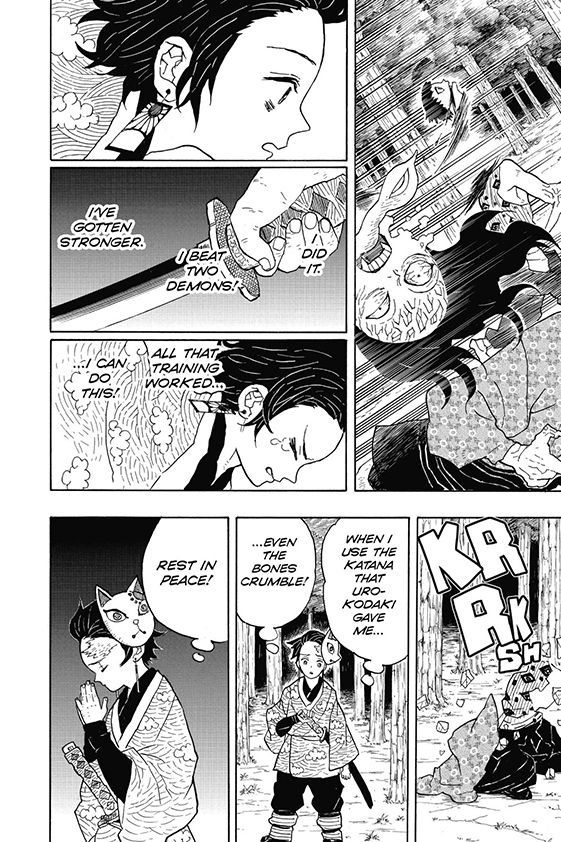 I
DID
IT.
I BEAT
TWO
DEMONS!
I'VE
GOTTEN
STRONGER.
ALL THAT
TRAINING
WORKED...
...I CAN
DO
THIS!
KR
RK
SH
WHEN I
USE THE
KATANA
THAT
URO-
KODAKI
GAVE
ME...
...EVEN
THE
BONES
CRUMBLE!
REST IN
PEACE!